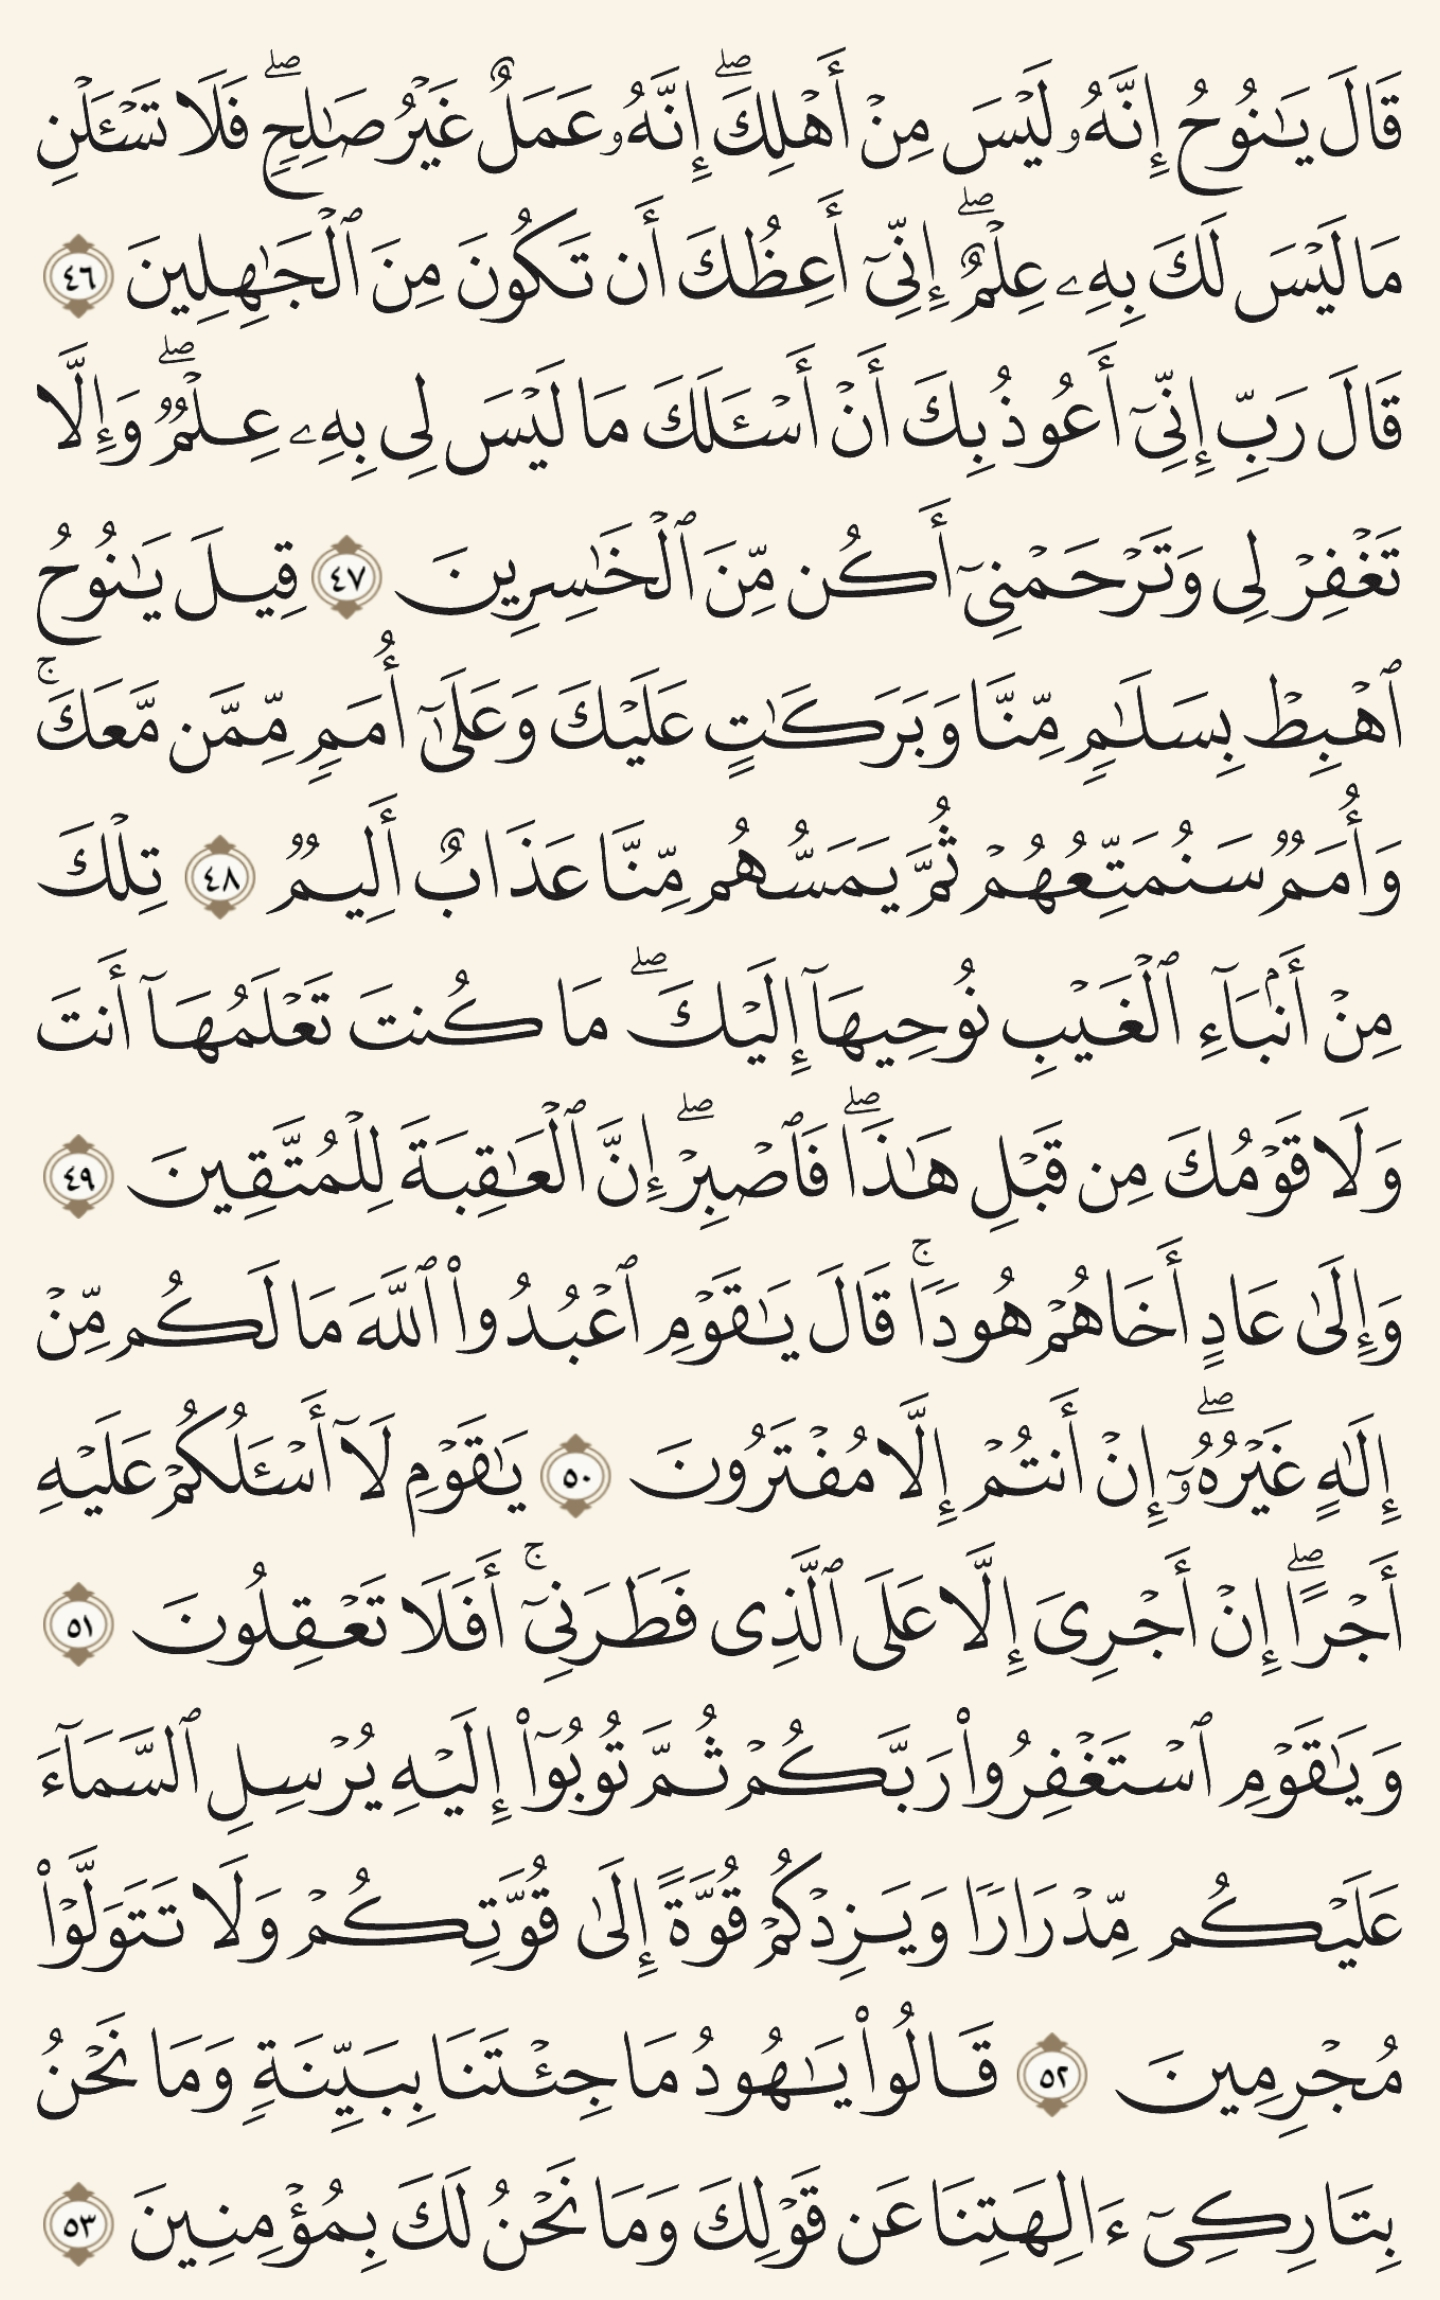 قَالَ يَـٰنُوحُ إِنَّهُۥ لَيْسَ مِنْ أَهْلِكَ ۖ إِنَّهُۥ عَمَلٌ غَيْرُ صَـٰلِحٍ ۖ فَلَا تَسْـَٔلْنِ
مَا لَيْسَ لَكَ بِهِۦ عِلْمٌ ۖ إِنِّىٓ أَعِظُكَ أَن تَكُونَ مِنَ ٱلْجَـٰهِلِينَ ٤٦
قَالَ رَبِّ إِنِّىٓ أَعُوذُ بِكَ أَنْ أَسْـَٔلَكَ مَا لَيْسَ لِى بِهِۦ عِلْمٌ ۖ وَإِلَّا
تَغْفِرْ لِى وَتَرْحَمْنِىٓ أَكُن مِّنَ ٱلْخَـٰسِرِينَ ٤٧ قِيلَ يَـٰنُوحُ
ٱهْبِطْ بِسَلَـٰمٍ مِّنَّا وَبَرَكَـٰتٍ عَلَيْكَ وَعَلَىٰٓ أُمَمٍ مِّمَّن مَّعَكَ ۚ
وَأُمَمٌ سَنُمَتِّعُهُمْ ثُمَّ يَمَسُّهُم مِّنَّا عَذَابٌ أَلِيمٌ ٤٨ تِلْكَ
مِنْ أَنۢبَآءِ ٱلْغَيْبِ نُوحِيهَآ إِلَيْكَ ۖ مَا كُنتَ تَعْلَمُهَآ أَنتَ
وَلَا قَوْمُكَ مِن قَبْلِ هَـٰذَا ۖ فَٱصْبِرْ ۖ إِنَّ ٱلْعَـٰقِبَةَ لِلْمُتَّقِينَ ٤٩
وَإِلَىٰ عَادٍ أَخَاهُمْ هُودًا ۚ قَالَ يَـٰقَوْمِ ٱعْبُدُوا۟ ٱللَّهَ مَا لَكُم مِّنْ
إِلَـٰهٍ غَيْرُهُۥٓ ۖ إِنْ أَنتُمْ إِلَّا مُفْتَرُونَ ٥٠ يَـٰقَوْمِ لَآ أَسْـَٔلُكُمْ عَلَيْهِ
أَجْرًا ۖ إِنْ أَجْرِىَ إِلَّا عَلَى ٱلَّذِى فَطَرَنِىٓ ۚ أَفَلَا تَعْقِلُونَ ٥١
وَيَـٰقَوْمِ ٱسْتَغْفِرُوا۟ رَبَّكُمْ ثُمَّ تُوبُوٓا۟ إِلَيْهِ يُرْسِلِ ٱلسَّمَآءَ
عَلَيْكُم مِّدْرَارًا وَيَزِدْكُمْ قُوَّةً إِلَىٰ قُوَّتِكُمْ وَلَا تَتَوَلَّوْا۟
مُجْرِمِينَ ٥٢ قَالُوا۟ يَـٰهُودُ مَا جِئْتَنَا بِبَيِّنَةٍ وَمَا نَحْنُ
بِتَارِكِىٓ ءَالِهَتِنَا عَن قَوْلِكَ وَمَا نَحْنُ لَكَ بِمُؤْمِنِينَ ٥٣